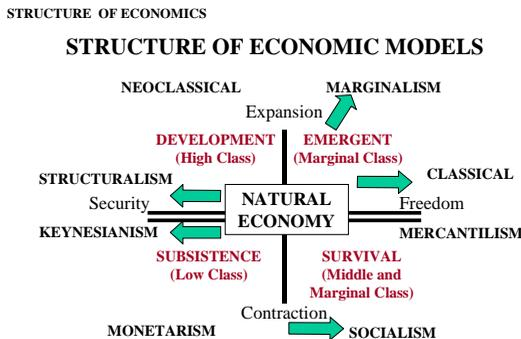 STRUCTURE OF ECONOMICS
STRUCTURE OF ECONOMIC MODELS
NEOCLASSICAL
MARGINALISM
Expansion
DEVELOPMENT
(High Class)
EMERGENT
(Marginal Class)
STRUCTURALISM
CLASSICAL
Security
NATURAL
ECONOMY
Freedom
KEYNESIANISM
MERCANTILISM
SUBSISTENCE
(Low Class)
SURVIVAL
(Middle and
Marginal Class)
Contraction
MONETARISM
SOCIALISM